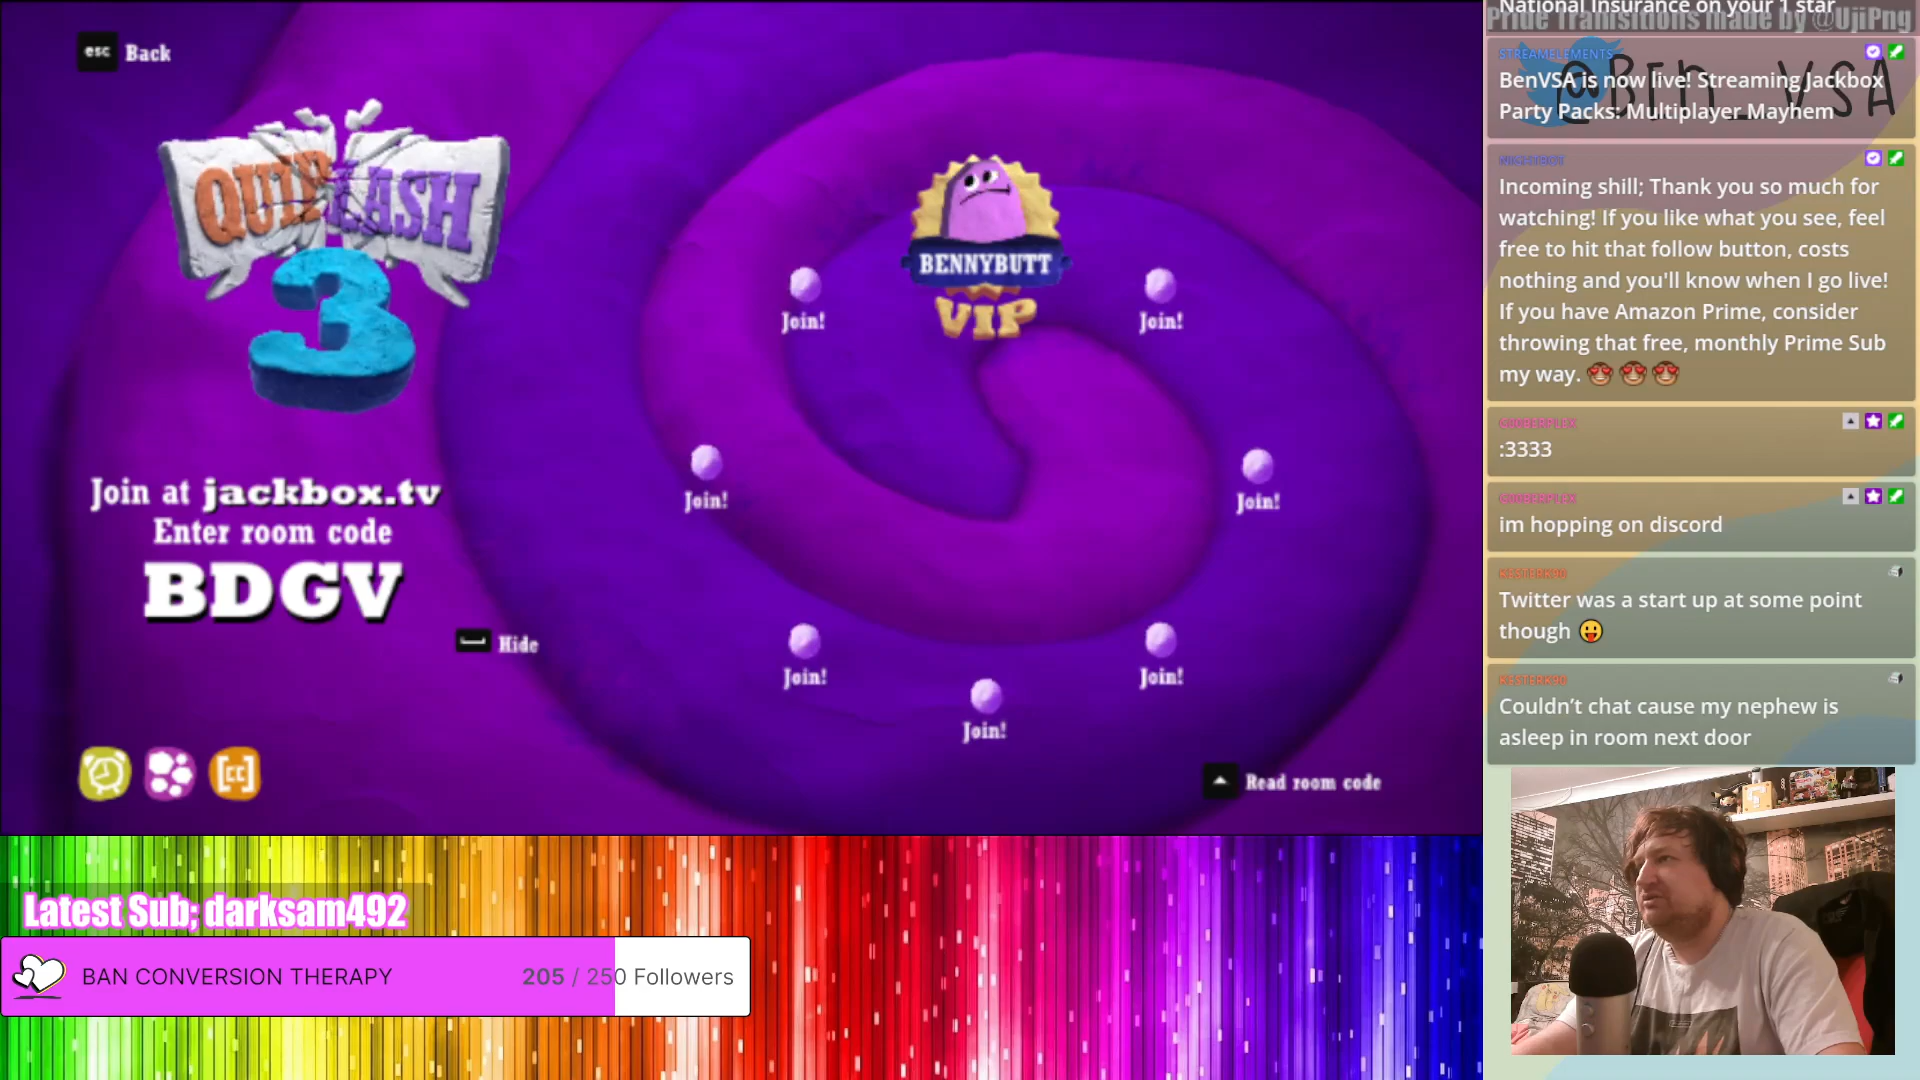 esc Back
QUIPLASH
3
Join at jackbox.tv
Enter room code
BDGV
Hide
BENNYBUTT
VIP
Join!
Join!
Join!
Join!
Join!
Join!
Join!
[CC]
Read room code
Latest Sub; darksam492
BAN CONVERSION THERAPY 205 / 250 Followers
National Insurance on your 1 star
Pride Transitions made by @UjiPng
@Ben_VSA
STREAMELEMENTS
BenVSA is now live! Streaming Jackbox
Party Packs: Multiplayer Mayhem
NIGHTBOT
Incoming shill; Thank you so much for
watching! If you like what you see, feel
free to hit that follow button, costs
nothing and you'll know when I go live!
If you have Amazon Prime, consider
throwing that free, monthly Prime Sub
my way.
:3333
im hopping on discord
KESTERK90
Twitter was a start up at some point
though
KESTERK90
Couldn't chat cause my nephew is
asleep in room next door